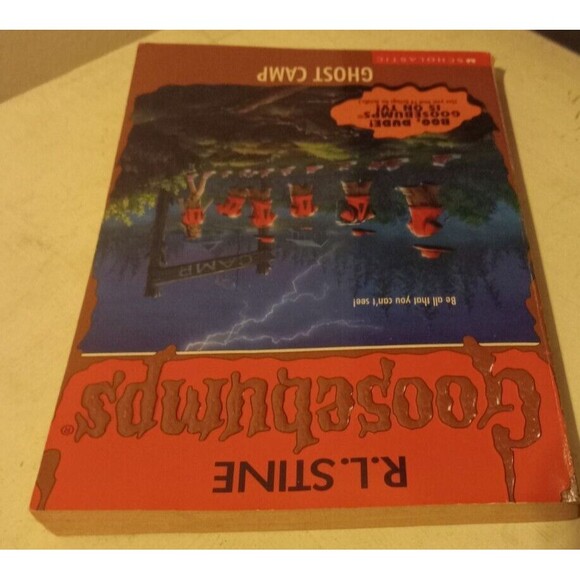 R.L. STINE
Goosebumps®
Be all that you can't see!
CAMP
BOO, DUDE!
GOOSEBUMPS®
IS ON TV!
GHOST CAMP
SCHOLASTIC